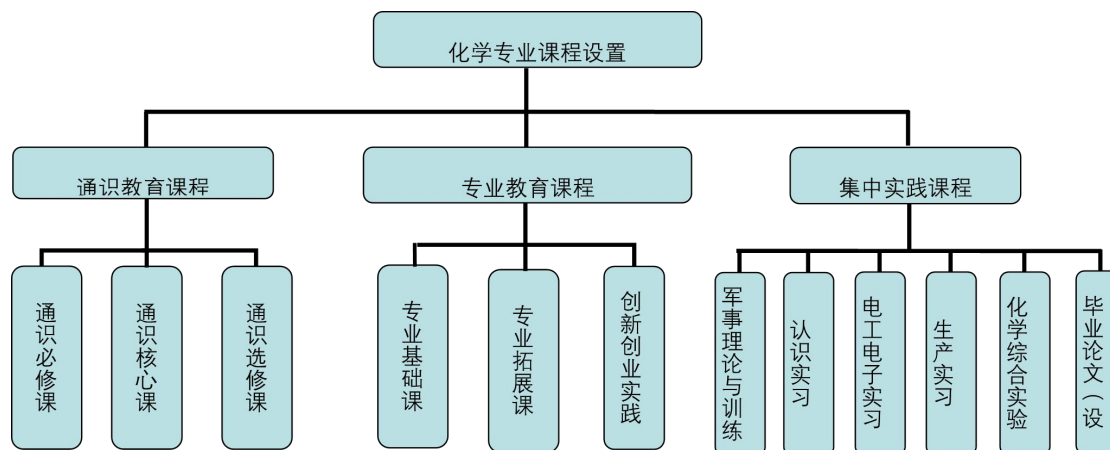 化学专业课程设置
通识教育课程
专业教育课程
集中实践课程
通识必修课
通识核心课
通识选修课
专业基础课
专业拓展课
创新创业实践
军事理论与训练
认识实习
电工电子实习
生产实习
化学综合实验
毕业论文（设